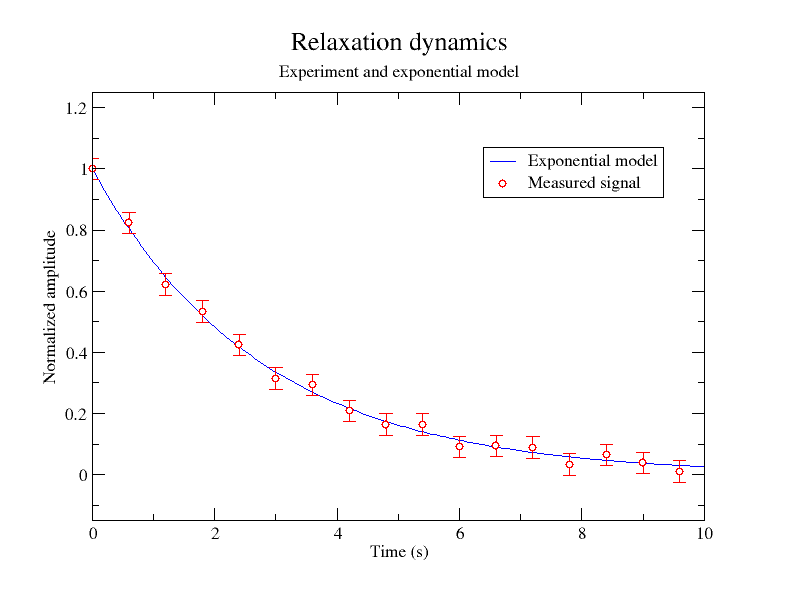 Relaxation dynamics
Experiment and exponential model
Exponential model
Measured signal
Normalized amplitude
1.2
1
0.8
0.6
0.4
0.2
0
0 2 4 6 8 10
Time (s)